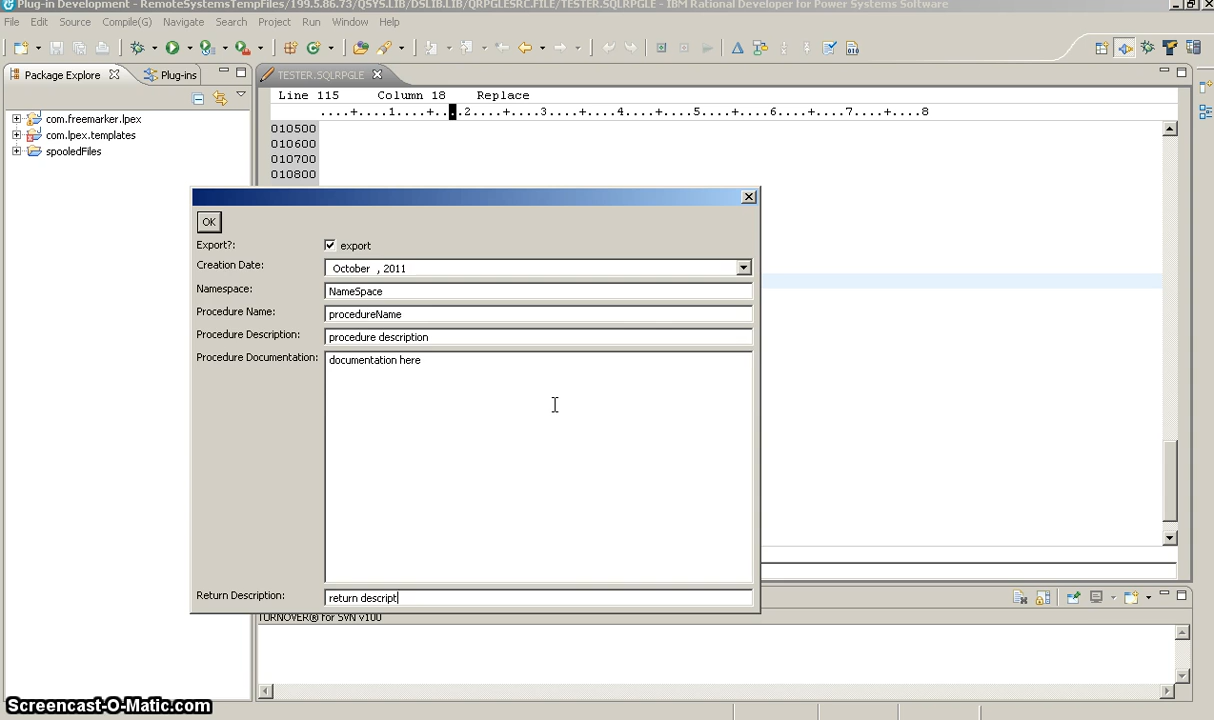 Plug-in Development - RemoteSystemsTempFiles/199.5.86.73/QSYS.LIB/DSLIB.LIB/QRPGLESRC.FILE/TESTER.SQLRPGLE - IBM Rational Developer for Power Systems Software
File Edit Source Compile(G) Navigate Search Project Run Window Help
Package Explore Plug-ins
TESTER.SQLRPGLE
Line 115 Column 18 Replace
....+....1....+....2....+....3....+....4....+....5....+....6....+....7....+....8
com.freemarker.lpex
com.lpex.templates
spooledFiles
010500
010600
010700
010800
OK
Export?: export
Creation Date: October , 2011
Namespace: NameSpace
Procedure Name: procedureName
Procedure Description: procedure description
Procedure Documentation: documentation here
Return Description: return descript
TURNOVER® for SVN v100
Screencast-O-Matic.com